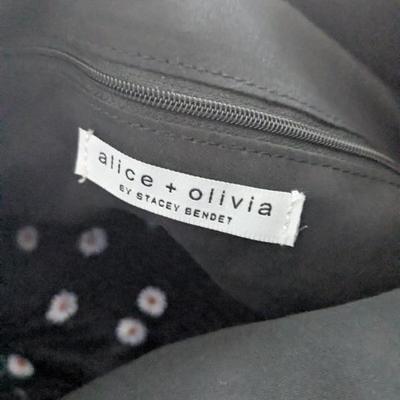 alice + olivia
BY STACEY BENDET